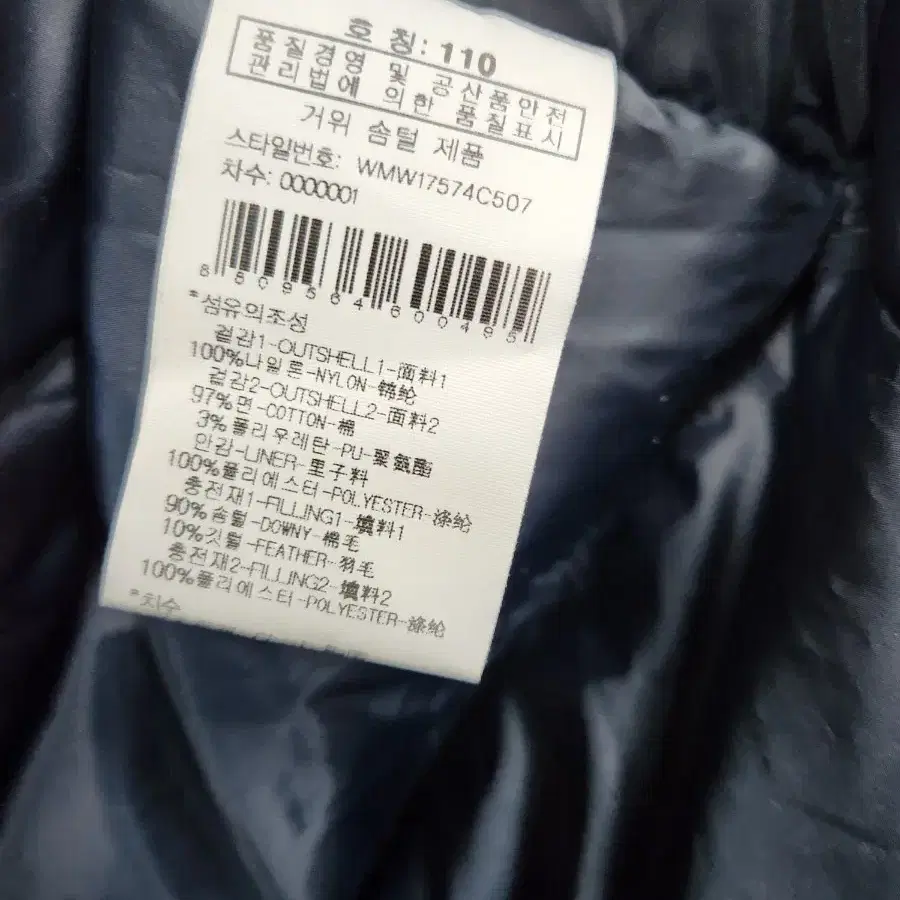 호 칭: 110
품질경영 및 공산품안전
관리법에 의한 품질표시
거위 솜털 제품
스타일번호: WMW17574C507
차수: 0000001
8809564600495
*섬유의조성
겉감1-OUTSHELL1-面料1
100%나일론-NYLON-锦纶
겉감2-OUTSHELL2-面料2
97%면-COTTON-棉
3%폴리우레탄-PU-聚氨酯
안감-LINER-里子料
100%폴리에스터-POLYESTER-涤纶
충전재1-FILLING1-填料1
90%솜털-DOWNY-棉毛
10%깃털-FEATHER-羽毛
충전재2-FILLING2-填料2
100%폴리에스터-POLYESTER-涤纶
*치수